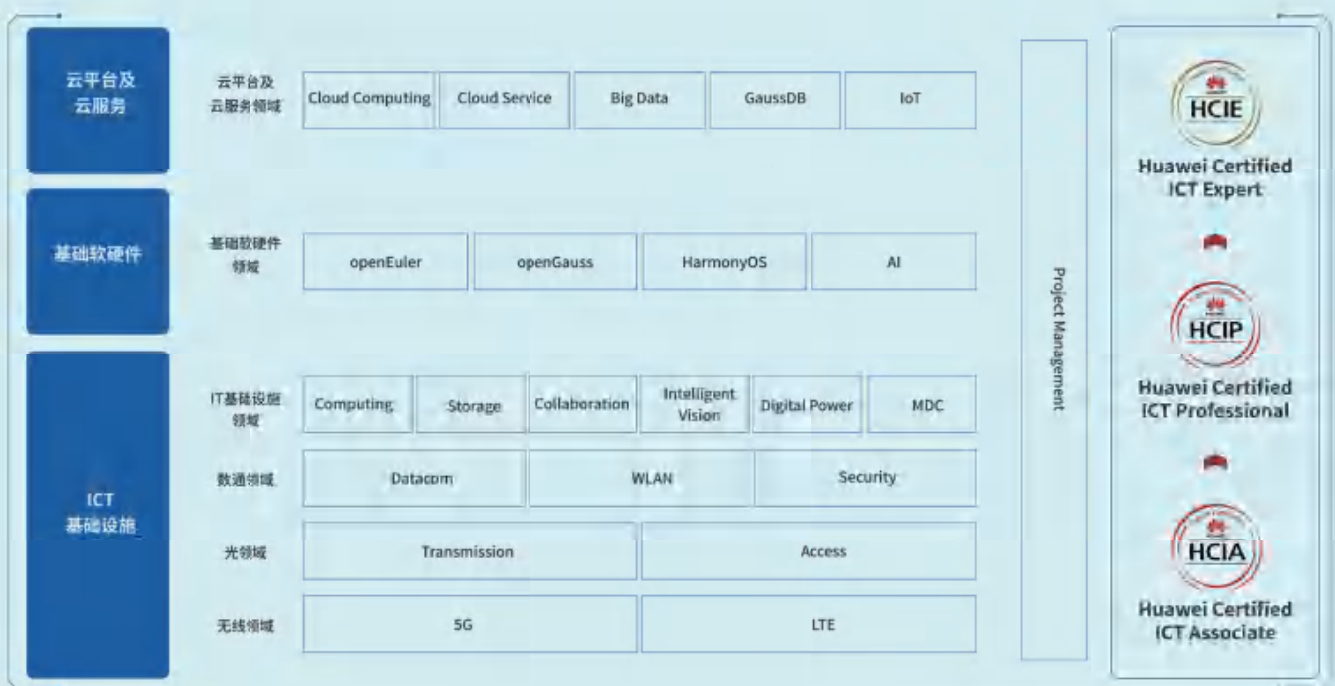 云平台及
云服务
云平台及
云服务领域
Cloud Computing
Cloud Service
Big Data
GaussDB
IoT
基础软硬件
基础软硬件
领域
openEuler
openGauss
HarmonyOS
AI
ICT
基础设施
IT基础设施
领域
Computing
Storage
Collaboration
Intelligent
Vision
Digital Power
MDC
数通领域
Datacom
WLAN
Security
光领域
Transmission
Access
无线领域
5G
LTE
Project Management
HCIE
Huawei Certified
ICT Expert
HCIP
Huawei Certified
ICT Professional
HCIA
Huawei Certified
ICT Associate